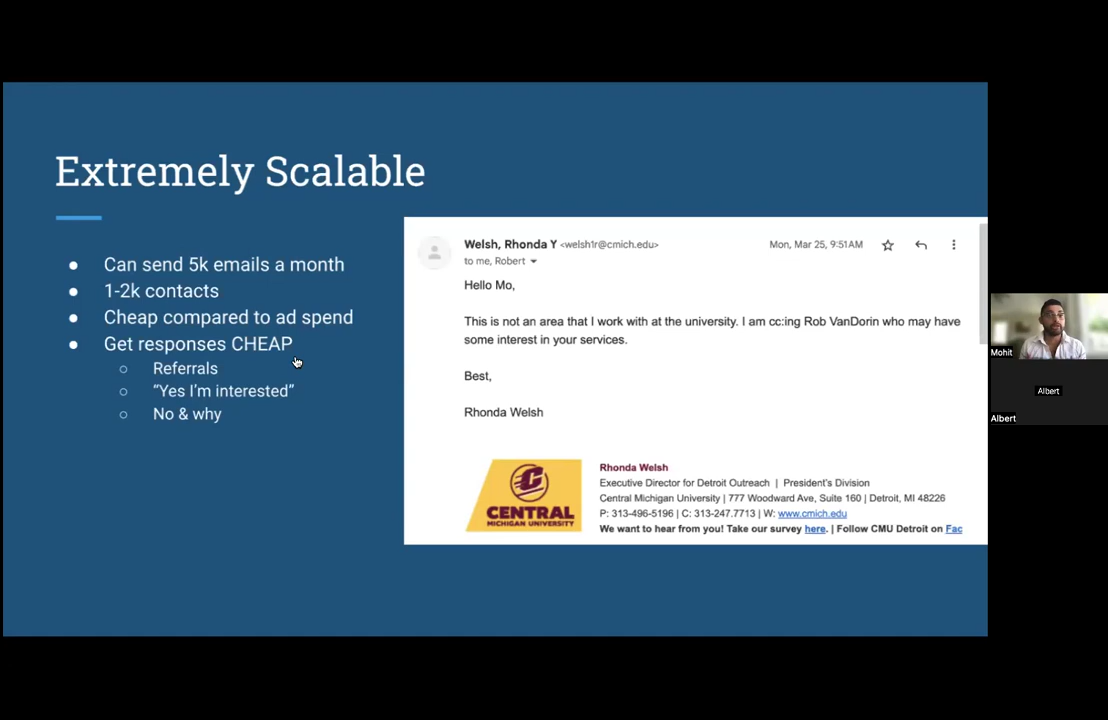 Extremely Scalable
● Can send 5k emails a month
● 1-2k contacts
● Cheap compared to ad spend
● Get responses CHEAP
○ Referrals
○ “Yes I’m interested”
○ No & why
Welsh, Rhonda Y <welsh1r@cmich.edu>
Mon, Mar 25, 9:51AM
to me, Robert
Hello Mo,
This is not an area that I work with at the university. I am cc:ing Rob VanDorin who may have
some interest in your services.
Best,
Rhonda Welsh
CENTRAL
MICHIGAN UNIVERSITY
Rhonda Welsh
Executive Director for Detroit Outreach | President's Division
Central Michigan University | 777 Woodward Ave, Suite 160 | Detroit, MI 48226
P: 313-496-5196 | C: 313-247.7713 | W: www.cmich.edu
We want to hear from you! Take our survey here. | Follow CMU Detroit on Fac
Mohit
Albert
Albert